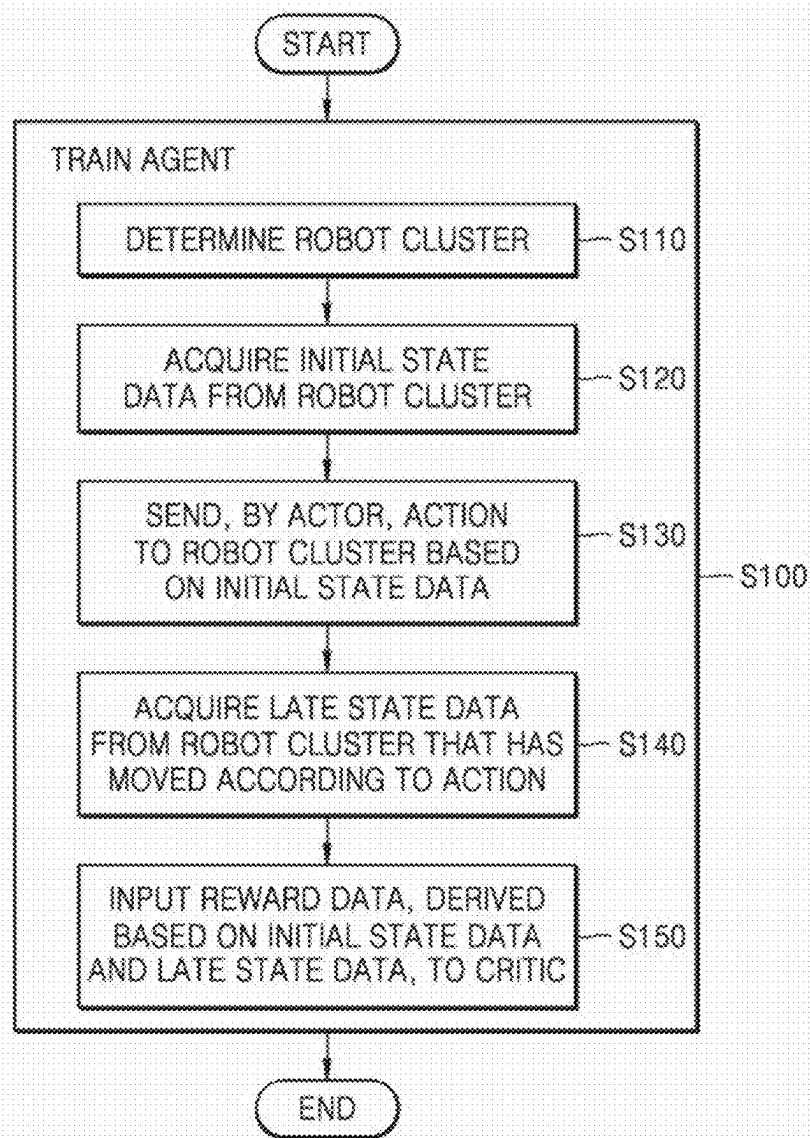 START
TRAIN AGENT
DETERMINE ROBOT CLUSTER
S110
ACQUIRE INITIAL STATE
DATA FROM ROBOT CLUSTER
S120
SEND, BY ACTOR, ACTION
TO ROBOT CLUSTER BASED
ON INITIAL STATE DATA
S130
S100
ACQUIRE LATE STATE DATA
FROM ROBOT CLUSTER THAT HAS
MOVED ACCORDING TO ACTION
S140
INPUT REWARD DATA, DERIVED
BASED ON INITIAL STATE DATA
AND LATE STATE DATA, TO CRITIC
S150
END